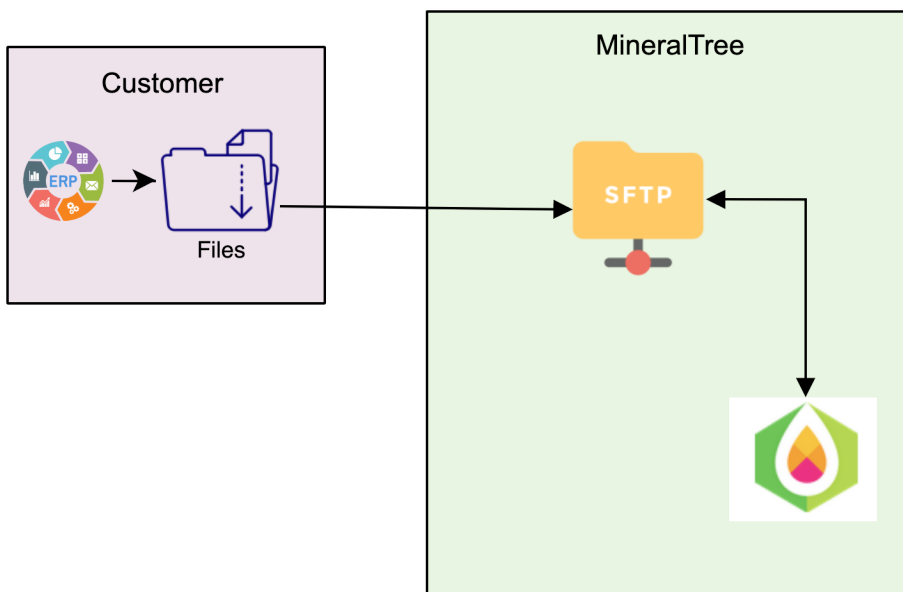 MineralTree
Customer
ERP
Files
SFTP